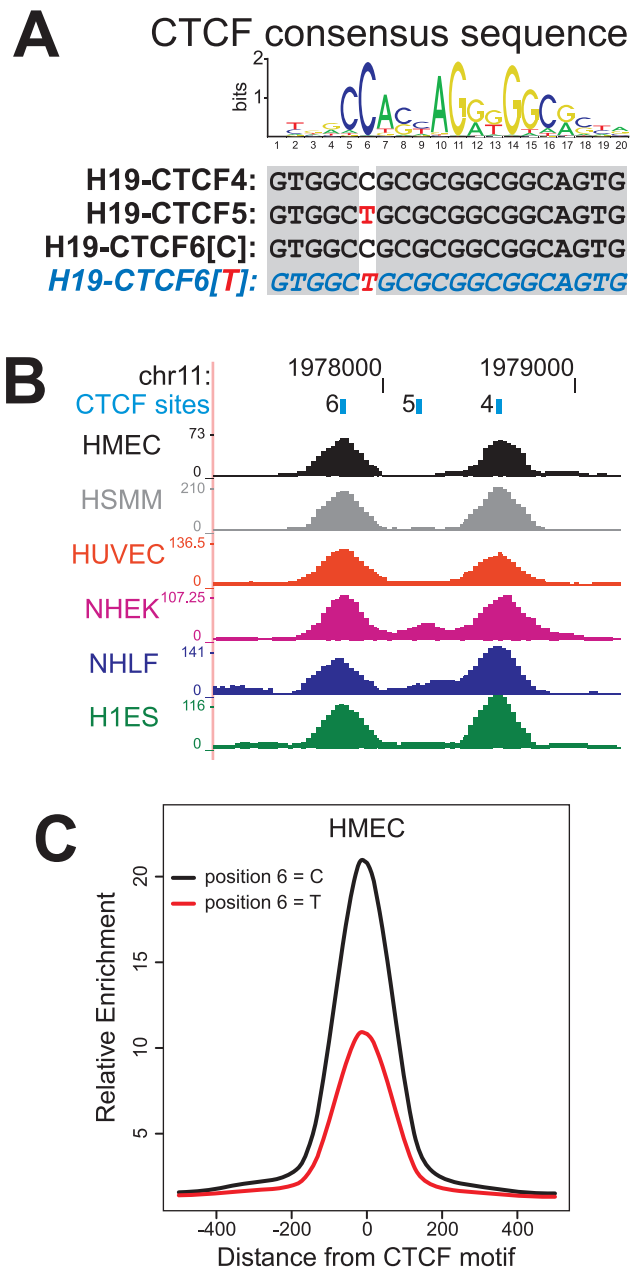 A
CTCF consensus sequence
2
bits
1
1 2 3 4 5 6 7 8 9 10 11 12 13 14 15 16 17 18 19 20
H19-CTCF4: GTGGCCGCGCGGCGGCAGTG
H19-CTCF5: GTGGCTGCGCGGCGGCAGTG
H19-CTCF6[C]: GTGGCCGCGCGGCGGCAGTG
H19-CTCF6[T]: GTGGCTGCGCGGCGGCAGTG
B
chr11: 1978000 1979000
CTCF sites 6 5 4
HMEC 73 0
HSMM 210 0
HUVEC 136.5 0
NHEK 107,25 0
NHLF 141 0
H1ES 116 0
C
HMEC
position 6 = C
position 6 = T
Relative Enrichment
20
15
10
5
-400 -200 0 200 400
Distance from CTCF motif